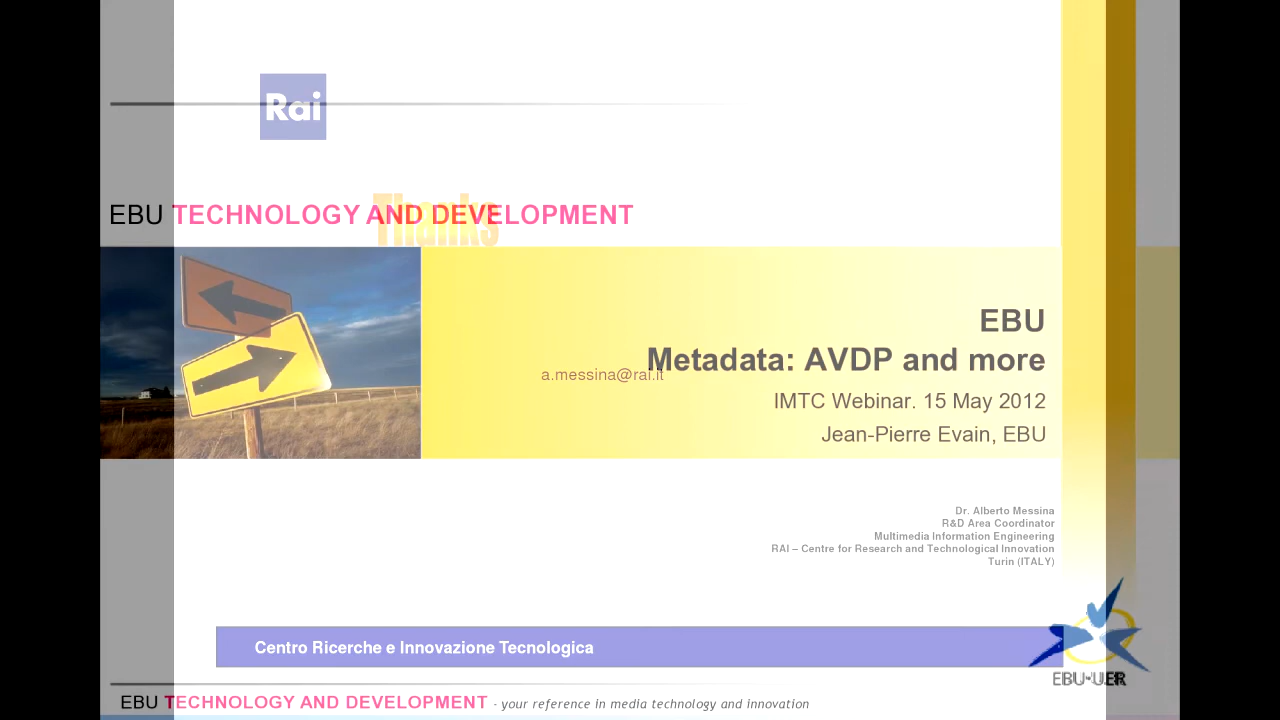 Rai
EBU TECHNOLOGY AND DEVELOPMENT
Thanks
EBU
Metadata: AVDP and more
a.messina@rai.it
IMTC Webinar. 15 May 2012
Jean-Pierre Evain, EBU
Dr. Alberto Messina
R&D Area Coordinator
Multimedia Information Engineering
RAI – Centre for Research and Technological Innovation
Turin (ITALY)
Centro Ricerche e Innovazione Tecnologica
EBU·UER
EBU TECHNOLOGY AND DEVELOPMENT - your reference in media technology and innovation